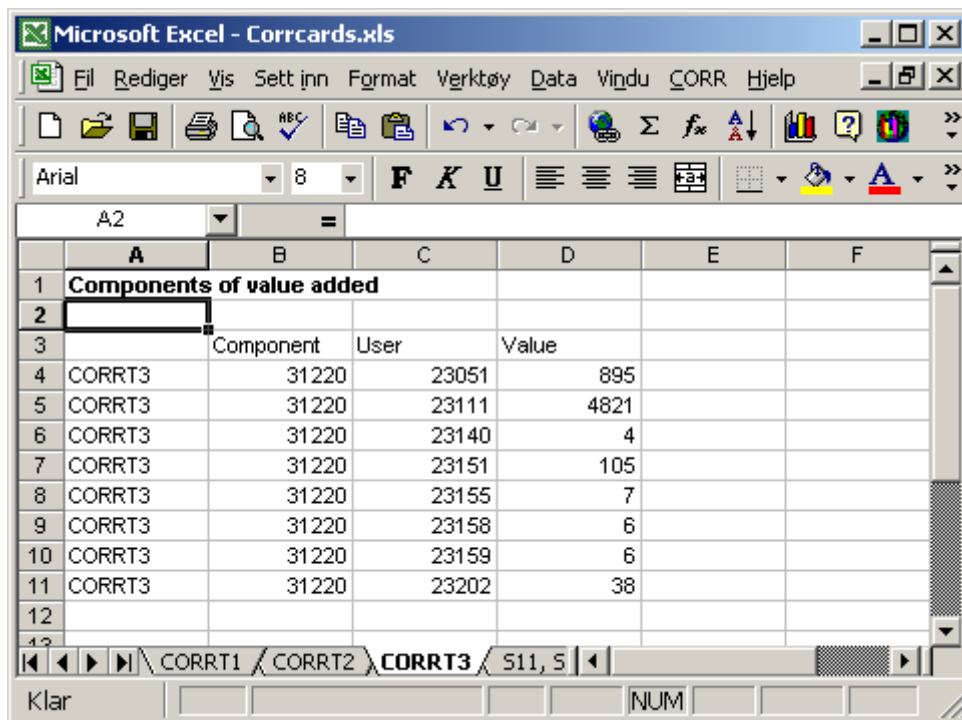 Microsoft Excel - Corrcards.xls
Fil Rediger Vis Sett inn Format Verktøy Data Vindu CORR Hjelp
ABC Σ fx A Z ? »
Arial 8 F K U a A »
A2 =
A B C D E F
1 Components of value added
2
3 Component User Value
4 CORRT3 31220 23051 895
5 CORRT3 31220 23111 4821
6 CORRT3 31220 23140 4
7 CORRT3 31220 23151 105
8 CORRT3 31220 23155 7
9 CORRT3 31220 23158 6
10 CORRT3 31220 23159 6
11 CORRT3 31220 23202 38
12
13
CORRT1 CORRT2 CORRT3 S11, S
Klar NUM